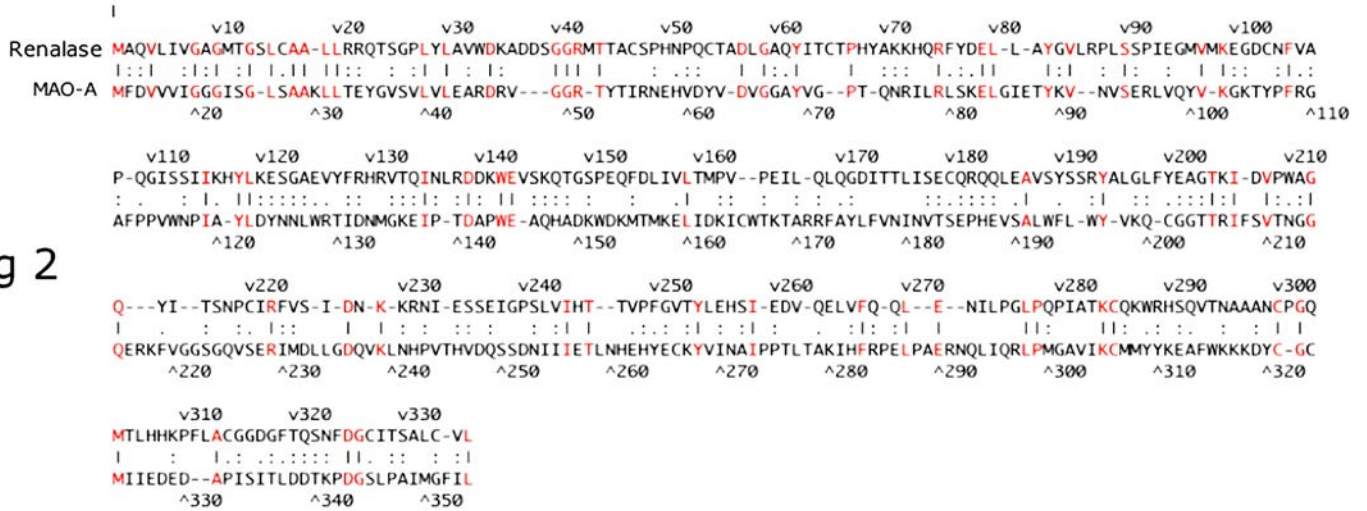 v10 v20 v30 v40 v50 v60 v70 v80 v90 v100
Renalase MAQVLIVGAGMTGSLCAA-LLRRQTSGPLYLAVWDKADDSGGRMTTACSPHNPQCTADLGAQYITCTPHYAKKHQRFYDEL-L-AYGVLRPLSSPIEGMVMKEGDCNFVA
MAO-A MFDVVVIGGGISG-LSAAKLLTEYGVSVLVLEARDRV---GGR-TYTIRNEHVDYV-DVGGAYVG--PT-QNRILRLSKELGIETYKV--NVSERLVQYV-KGKTYPFRG
^20 ^30 ^40 ^50 ^60 ^70 ^80 ^90 ^100 ^110
v110 v120 v130 v140 v150 v160 v170 v180 v190 v200 v210
P-QGISSIIKHYLKESGAEVYFRHRVTQINLRDDKWEVSKQTGSPEQFDLIVLTMPV--PEIL-QLQGDITTLISECQRQQLEAVSYSSRYALGLFYEAGTKI-DVPWAG
AFPPVWNPIA-YLDYNNLWRTIDNMGKEIP-TDAPWE-AQHADKWDKMTMKELIDKICWTKTARRFAYLFVNINVTSEPHEVSALWFL-WY-VKQ-CGGTTRIFSVTNGG
^120 ^130 ^140 ^150 ^160 ^170 ^180 ^190 ^200 ^210
g 2
v220 v230 v240 v250 v260 v270 v280 v290 v300
Q---YI--TSNPCIRFVS-I-DN-K-KRNI-ESSEIGPSLVIHT--TVPFGVTYLEHSI-EDV-QELVFQ-QL--E--NILPGLPQPIATKCQKWRHSQVTNAAANCPGQ
QERKFVGGSGQVSERIMDLLGDQVKLNHPVTHVDQSSDNIIIETLNHEHYECKYVINAIPPTLTAKIHFRPELPAERNQLIQRLPMGAVIKCMMYYKEAFWKKKDYC-GC
^220 ^230 ^240 ^250 ^260 ^270 ^280 ^290 ^300 ^310 ^320
v310 v320 v330
MTLHHKPFLACGGDGFTQSNFDGCITSALC-VL
MIIEDED--APISITLDDTKPDGSLPAIMGFIL
^330 ^340 ^350